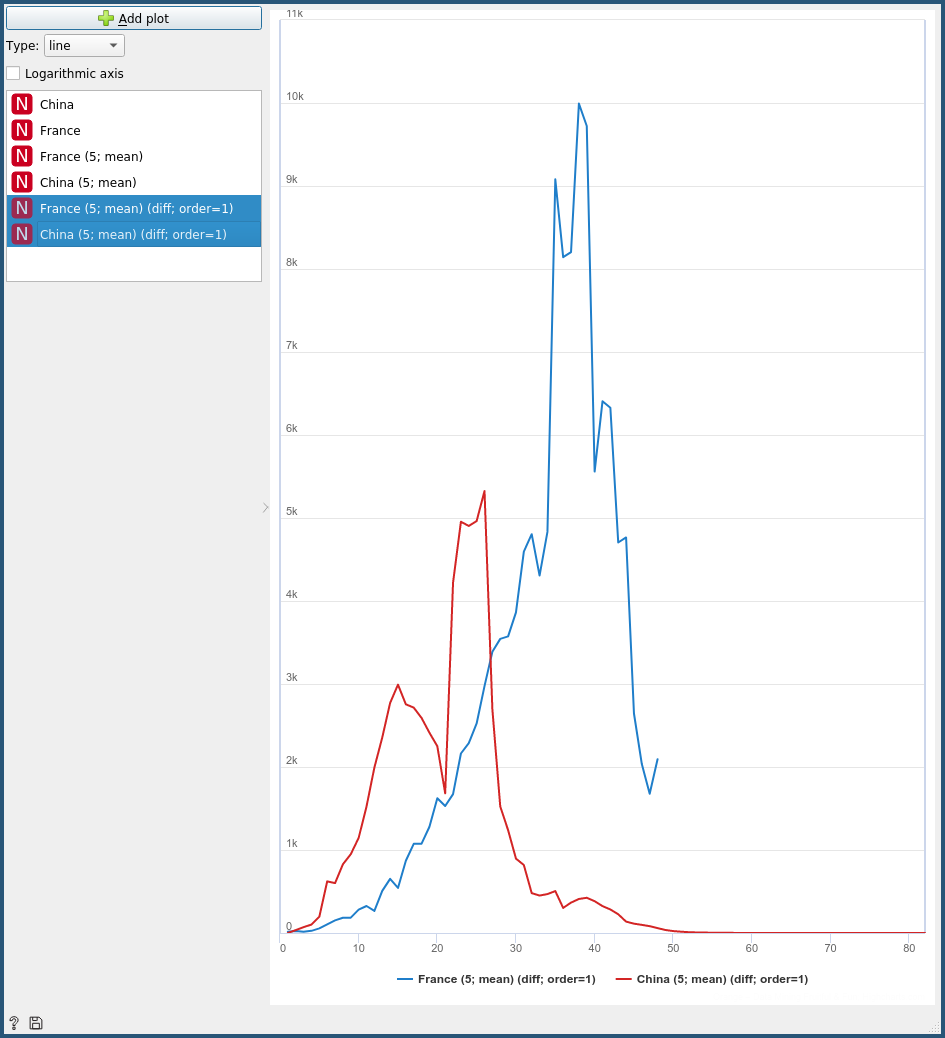 Add plot
Type: line
Logarithmic axis
N China
N France
N France (5; mean)
N China (5; mean)
N France (5; mean) (diff; order=1)
N China (5; mean) (diff; order=1)
11k
10k
9k
8k
7k
6k
5k
4k
3k
2k
1k
0
0 10 20 30 40 50 60 70 80
France (5; mean) (diff; order=1) China (5; mean) (diff; order=1)
?